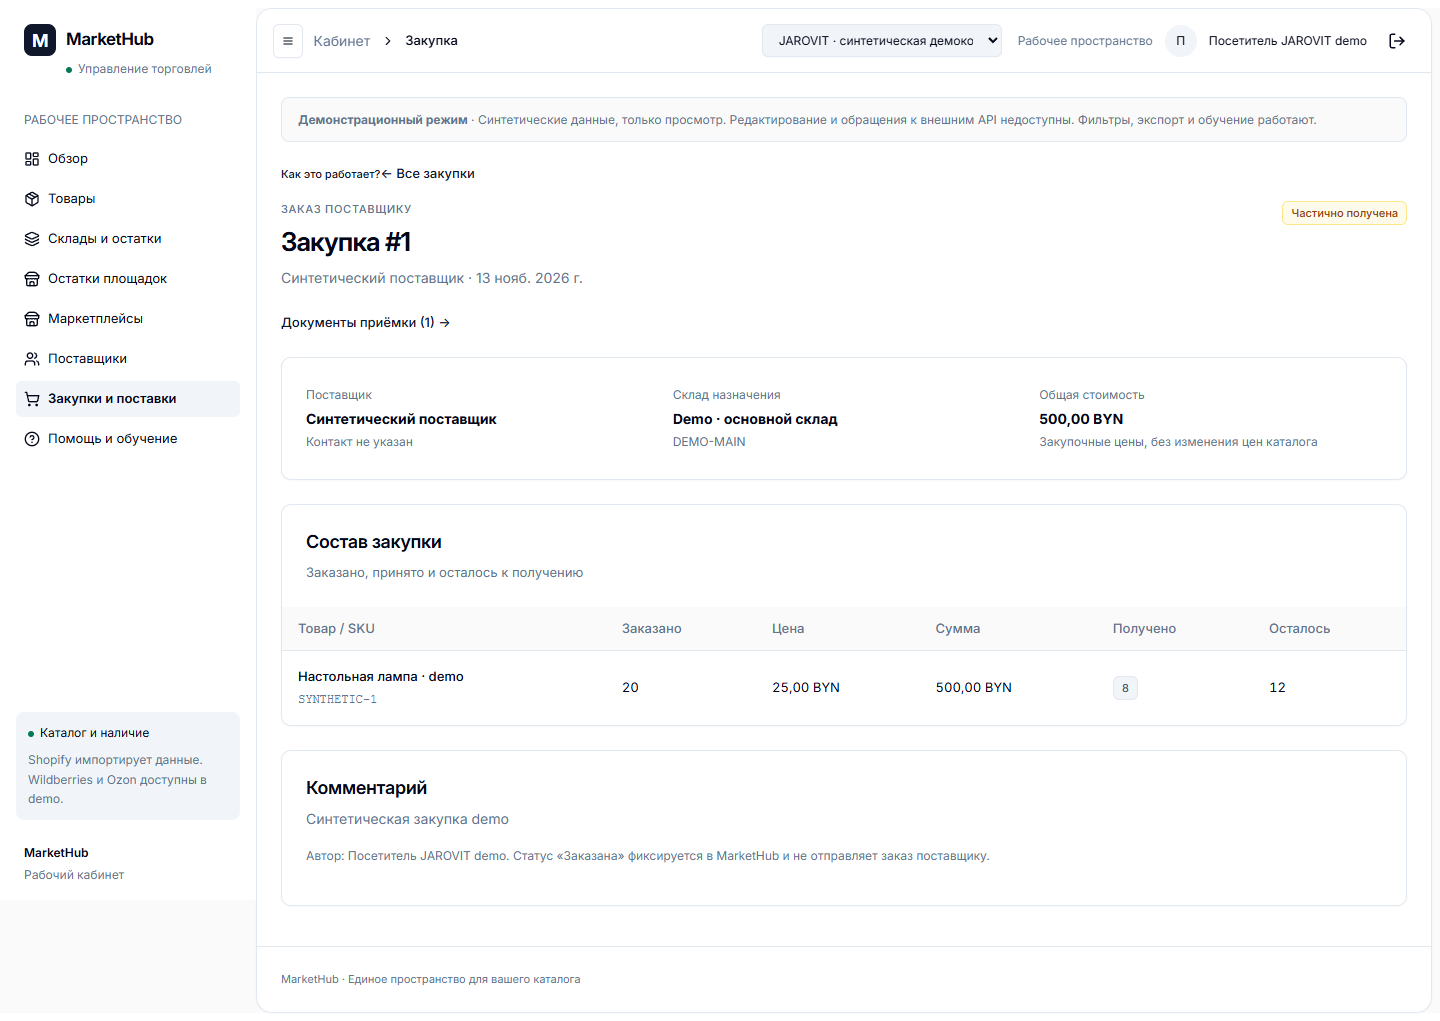 M MarketHub
Управление торговлей
РАБОЧЕЕ ПРОСТРАНСТВО
Обзор
Товары
Склады и остатки
Остатки площадок
Маркетплейсы
Поставщики
Закупки и поставки
Помощь и обучение
Каталог и наличие
Shopify импортирует данные.
Wildberries и Ozon доступны в
demo.
MarketHub
Рабочий кабинет
Кабинет > Закупка
JAROVIT · синтетическая демоко
Рабочее пространство
П
Посетитель JAROVIT demo
Демонстрационный режим · Синтетические данные, только просмотр. Редактирование и обращения к внешним API недоступны. Фильтры, экспорт и обучение работают.
Как это работает?← Все закупки
ЗАКАЗ ПОСТАВЩИКУ
Частично получена
Закупка #1
Синтетический поставщик · 13 нояб. 2026 г.
Документы приёмки (1) →
Поставщик
Синтетический поставщик
Контакт не указан
Склад назначения
Demo · основной склад
DEMO-MAIN
Общая стоимость
500,00 BYN
Закупочные цены, без изменения цен каталога
Состав закупки
Заказано, принято и осталось к получению
Товар / SKU Заказано Цена Сумма Получено Осталось
Настольная лампа · demo
SYNTHETIC-1
20 25,00 BYN 500,00 BYN 8 12
Комментарий
Синтетическая закупка demo
Автор: Посетитель JAROVIT demo. Статус «Заказана» фиксируется в MarketHub и не отправляет заказ поставщику.
MarketHub · Единое пространство для вашего каталога